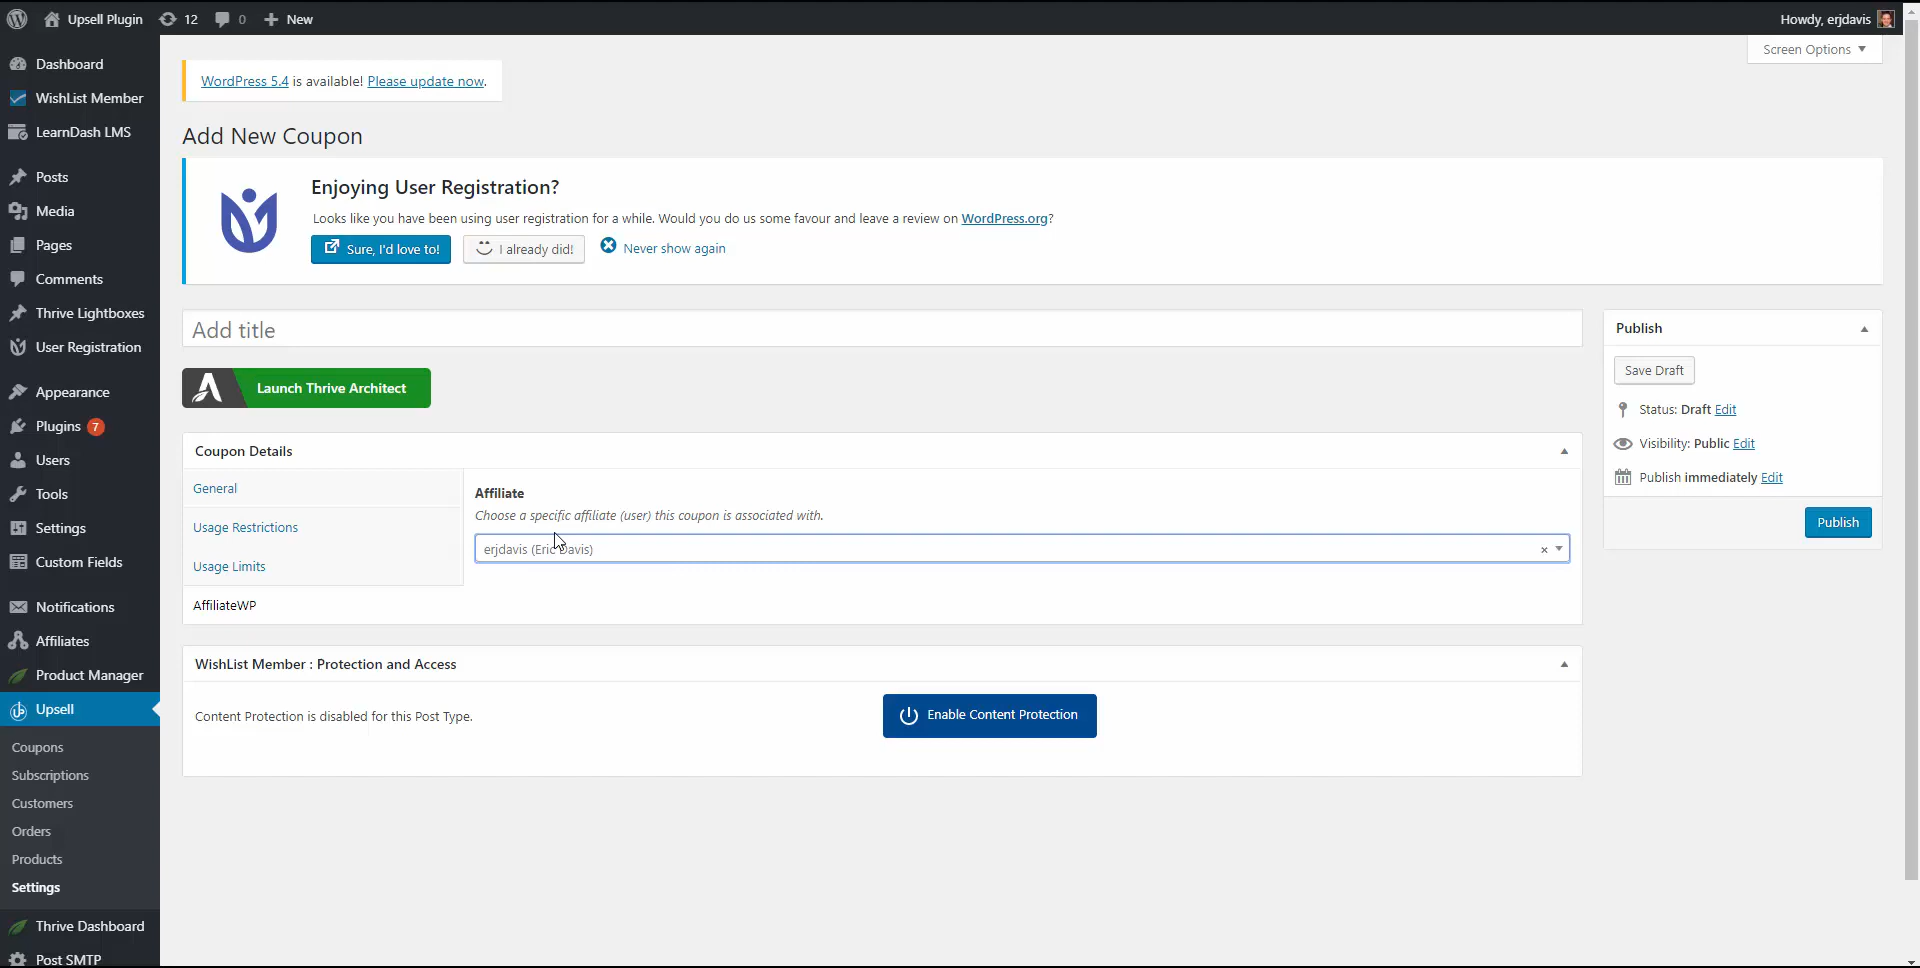 Upsell Plugin 12 0 New
Howdy, erjdavis
Screen Options
Dashboard
WishList Member
LearnDash LMS
Posts
Media
Pages
Comments
Thrive Lightboxes
User Registration
Appearance
Plugins 7
Users
Tools
Settings
Custom Fields
Notifications
Affiliates
Product Manager
Upsell
Coupons
Subscriptions
Customers
Orders
Products
Settings
Thrive Dashboard
Post SMTP
WordPress 5.4 is available! Please update now.
Add New Coupon
Enjoying User Registration?
Looks like you have been using user registration for a while. Would you do us some favour and leave a review on WordPress.org?
Sure, I'd love to! I already did! Never show again
Add title
Launch Thrive Architect
Coupon Details
General
Usage Restrictions
Usage Limits
AffiliateWP
Affiliate
Choose a specific affiliate (user) this coupon is associated with.
erjdavis (Eric Davis) ×
WishList Member : Protection and Access
Content Protection is disabled for this Post Type.
Enable Content Protection
Publish
Save Draft
Status: Draft Edit
Visibility: Public Edit
Publish immediately Edit
Publish